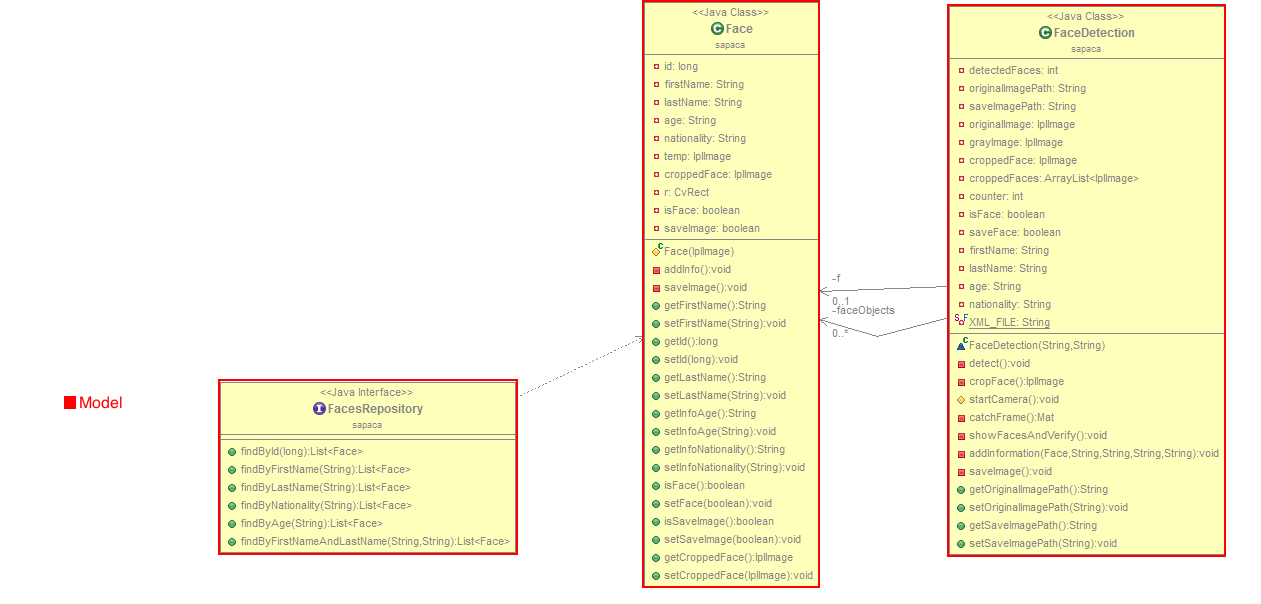 <<Java Class>>
Face
sapaca
id: long
firstName: String
lastName: String
age: String
nationality: String
temp: IplImage
croppedFace: IplImage
r: CvRect
isFace: boolean
saveImage: boolean
Face(IplImage)
addInfo():void
saveImage():void
getFirstName():String
setFirstName(String):void
getId():long
setId(long):void
getLastName():String
setLastName(String):void
getInfoAge():String
setInfoAge(String):void
getInfoNationality():String
setInfoNationality(String):void
isFace():boolean
setFace(boolean):void
isSaveImage():boolean
setSaveImage(boolean):void
getCroppedFace():IplImage
setCroppedFace(IplImage):void
<<Java Class>>
FaceDetection
sapaca
detectedFaces: int
originalImagePath: String
saveImagePath: String
originalImage: IplImage
grayImage: IplImage
croppedFace: IplImage
croppedFaces: ArrayList<IplImage>
counter: int
isFace: boolean
saveFace: boolean
firstName: String
lastName: String
age: String
nationality: String
XML_FILE: String
FaceDetection(String,String)
detect():void
cropFace():IplImage
startCamera():void
catchFrame():Mat
showFacesAndVerify():void
addInformation(Face,String,String,String,String):void
saveImage():void
getOriginalImagePath():String
setOriginalImagePath(String):void
getSaveImagePath():String
setSaveImagePath(String):void
-f
0..1
-faceObjects
0..*
Model
<<Java Interface>>
FacesRepository
sapaca
findById(long):List<Face>
findByFirstName(String):List<Face>
findByLastName(String):List<Face>
findByNationality(String):List<Face>
findByAge(String):List<Face>
findByFirstNameAndLastName(String,String):List<Face>